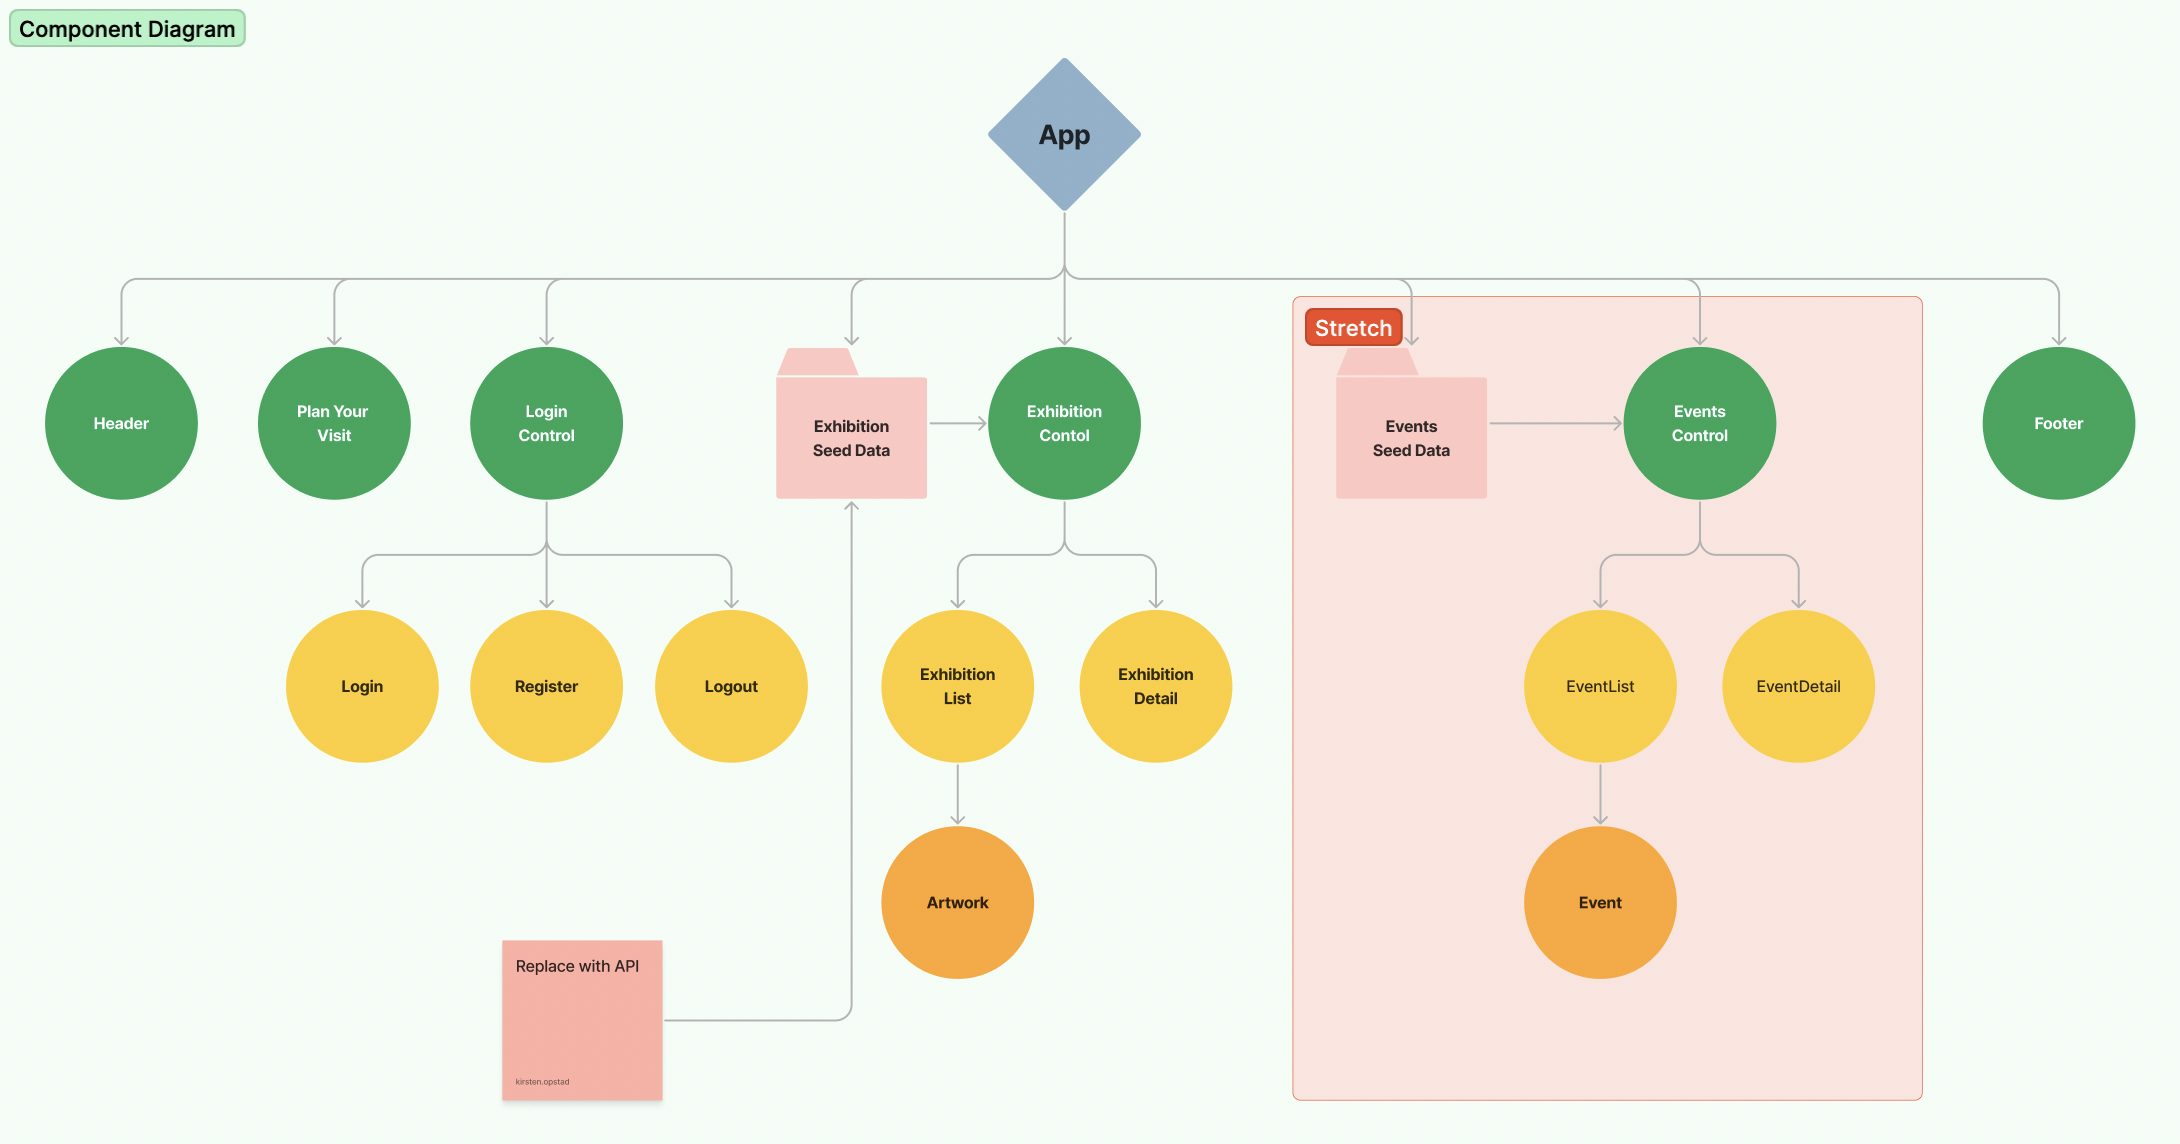 Component Diagram
App
Stretch
Header
Plan Your
Visit
Login
Control
Exhibition
Seed Data
Exhibition
Contol
Events
Seed Data
Events
Control
Footer
Login
Register
Logout
Exhibition
List
Exhibition
Detail
EventList
EventDetail
Artwork
Event
Replace with API
kirsten.opstad